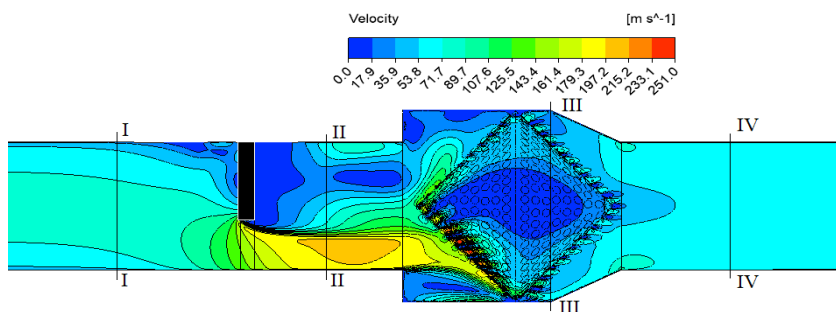 Velocity [m s^-1]
0.0 17.9 35.9 53.8 71.7 89.7 107.6 125.5 143.4 161.4 179.3 197.2 215.2 233.1 251.0
I II III IV
I II III IV